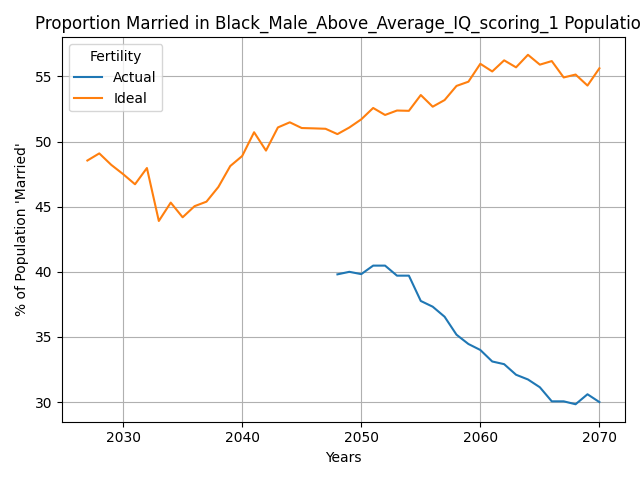 Proportion Married in Black_Male_Above_Average_IQ_scoring_1 Populatio
Fertility
Actual
Ideal
% of Population 'Married'
55
50
45
40
35
30
2030 2040 2050 2060 2070
Years